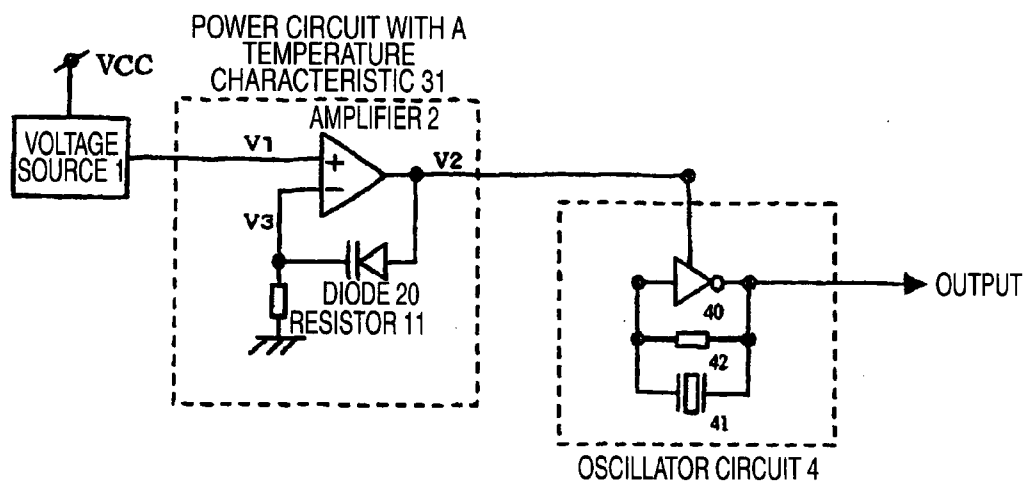 POWER CIRCUIT WITH A
TEMPERATURE
CHARACTERISTIC 31
VCC
VOLTAGE
SOURCE 1
AMPLIFIER 2
V1
V2
V3
+
−
DIODE 20
RESISTOR 11
40
42
41
OUTPUT
OSCILLATOR CIRCUIT 4